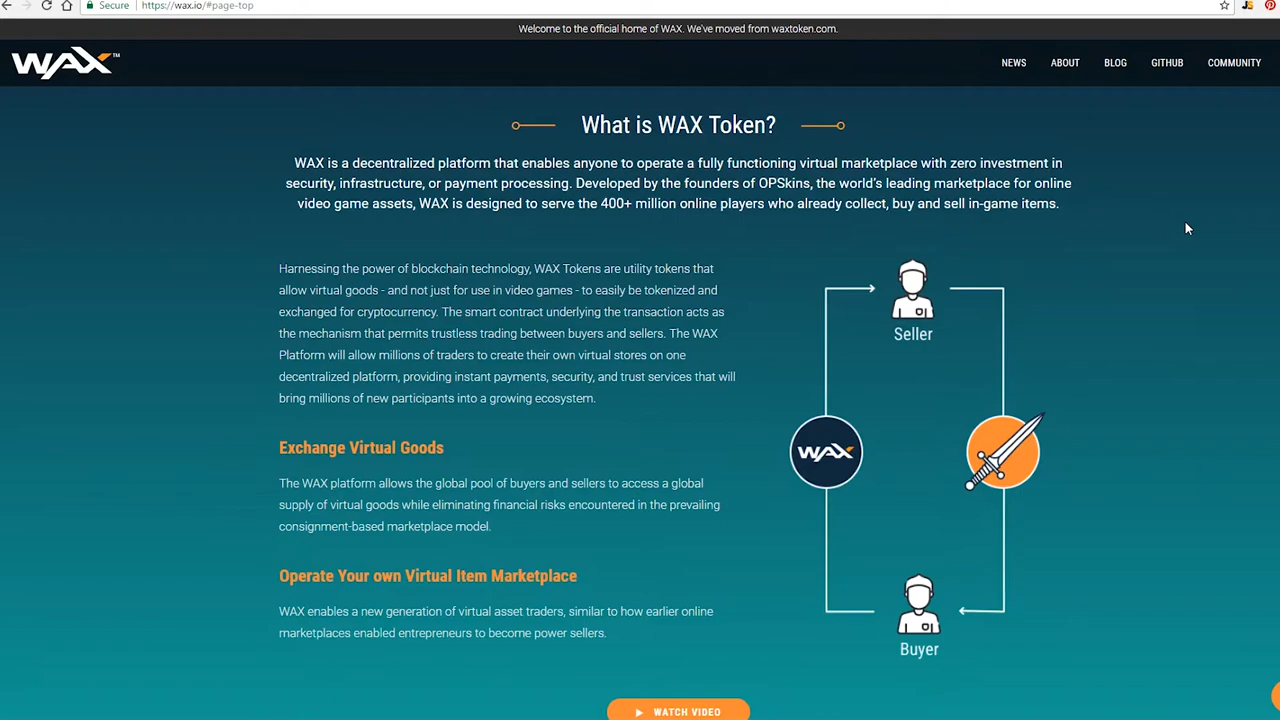 Secure
https://wax.io/#page-top
Welcome to the official home of WAX. We've moved from waxtoken.com.
WAX™
NEWS
ABOUT
BLOG
GITHUB
COMMUNITY
What is WAX Token?
WAX is a decentralized platform that enables anyone to operate a fully functioning virtual marketplace with zero investment in
security, infrastructure, or payment processing. Developed by the founders of OPSkins, the world's leading marketplace for online
video game assets, WAX is designed to serve the 400+ million online players who already collect, buy and sell in-game items.
Harnessing the power of blockchain technology, WAX Tokens are utility tokens that
allow virtual goods - and not just for use in video games - to easily be tokenized and
exchanged for cryptocurrency. The smart contract underlying the transaction acts as
the mechanism that permits trustless trading between buyers and sellers. The WAX
Platform will allow millions of traders to create their own virtual stores on one
decentralized platform, providing instant payments, security, and trust services that will
bring millions of new participants into a growing ecosystem.
Exchange Virtual Goods
The WAX platform allows the global pool of buyers and sellers to access a global
supply of virtual goods while eliminating financial risks encountered in the prevailing
consignment-based marketplace model.
Operate Your own Virtual Item Marketplace
WAX enables a new generation of virtual asset traders, similar to how earlier online
marketplaces enabled entrepreneurs to become power sellers.
Seller
WAX
Buyer
WATCH VIDEO